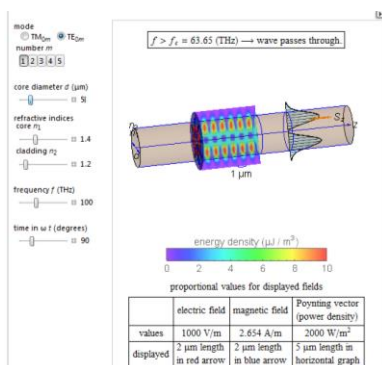 mode
TM0m TE0m
number m
1 2 3 4 5
core diameter d (μm)
5
refractive indices
core n1
1.4
cladding n2
1.2
frequency f (THz)
100
time in ω t (degrees)
90
f > fc = 63.65 (THz) ⟶ wave passes through.
Sz
z
1 μm
energy density (μJ / m³)
0 2 4 6 8 10
proportional values for displayed fields
electric field magnetic field Poynting vector (power density)
values 1000 V/m 2.654 A/m 2000 W/m²
displayed 2 μm length in red arrow 2 μm length in blue arrow 5 μm length in horizontal graph